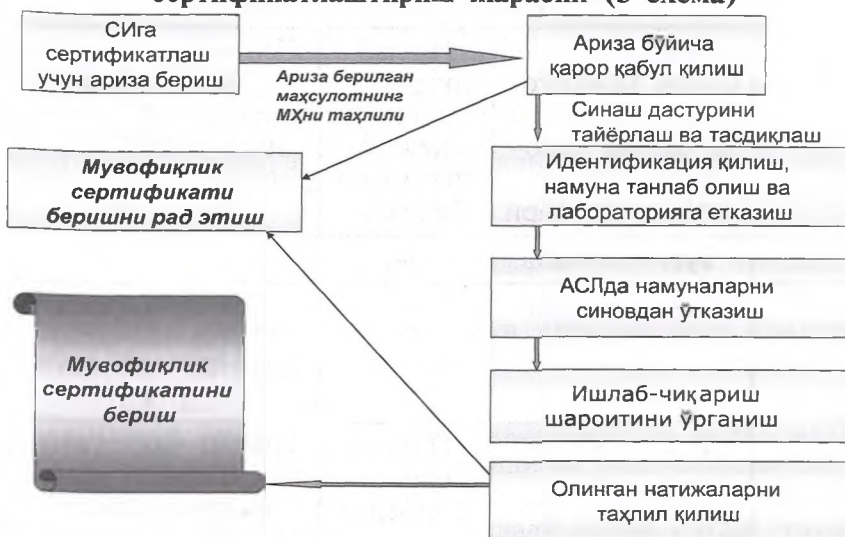 сертификатлаштириш жараёни (3-схема)
СИга
сертификатлаш
учун ариза бериш
Ариза берилган
маҳсулотнинг
МҲни таҳлили
Ариза бўйича
қарор қабул қилиш
Синаш дастурини
тайёрлаш ва тасдиқлаш
Мувофиқлик
сертификати
беришни рад этиш
Идентификация қилиш,
намуна танлаб олиш ва
лабораторияга етказиш
АСЛда намуналарни
синовдан ўтказиш
Мувофиқлик
сертификатини
бериш
Ишлаб-чиқариш
шароитини ўрганиш
Олинган натижаларни
таҳлил қилиш